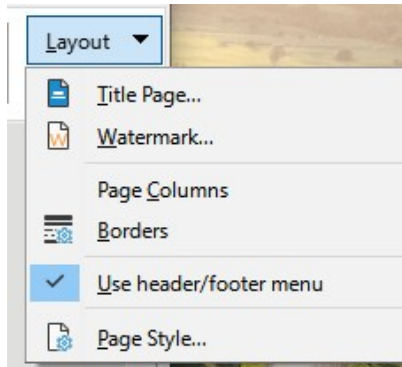 Layout
Title Page...
Watermark...
Page Columns
Borders
Use header/footer menu
Page Style...